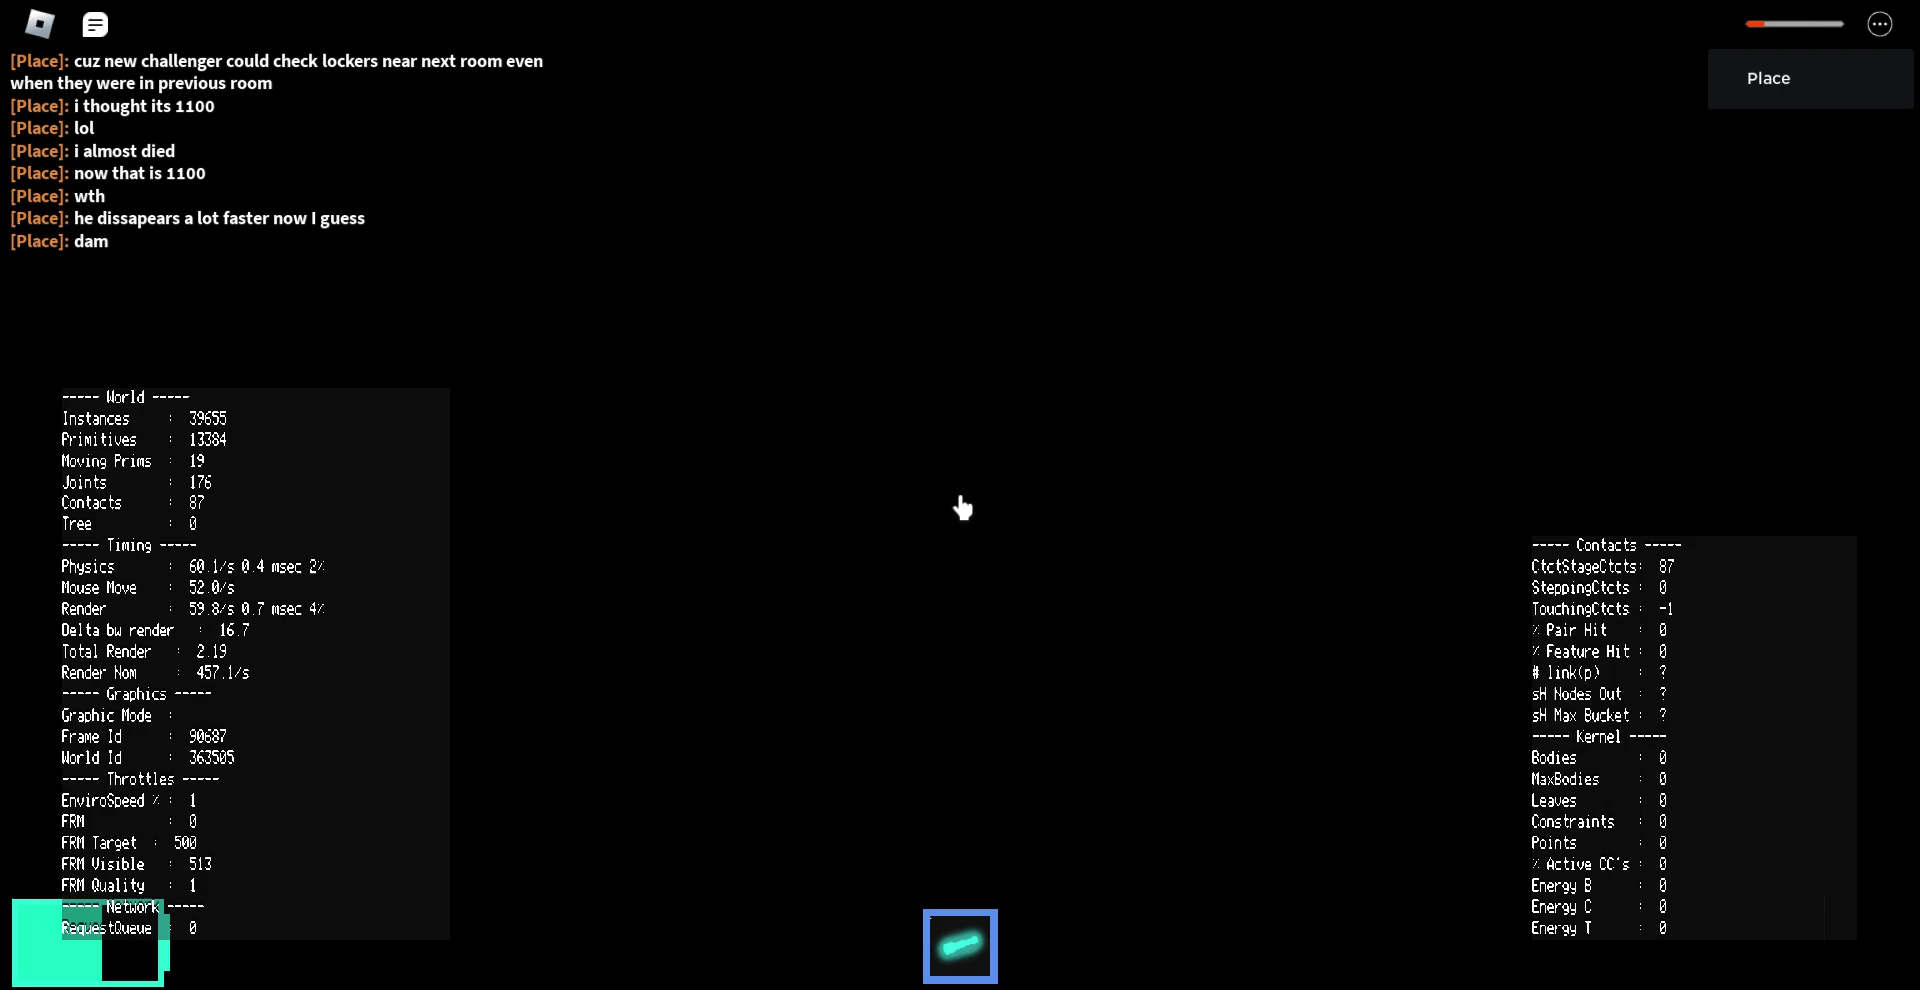 [Place]: cuz new challenger could check lockers near next room even
when they were in previous room
[Place]: i thought its 1100
[Place]: lol
[Place]: i almost died
[Place]: now that is 1100
[Place]: wth
[Place]: he dissapears a lot faster now I guess
[Place]: dam
Place
----- World -----
Instances : 39655
Primitives : 13384
Moving Prims : 19
Joints : 176
Contacts : 87
Tree : 0
----- Timing -----
Physics : 60.1/s 0.4 msec 2%
Mouse Move : 52.0/s
Render : 59.8/s 0.7 msec 4%
Delta bw render : 16.7
Total Render : 2.19
Render Nom : 457.1/s
----- Graphics -----
Graphic Mode :
Frame Id : 90687
World Id : 363505
----- Throttles -----
EnviroSpeed % : 1
FRM : 0
FRM Target : 500
FRM Visible : 513
FRM Quality : 1
----- Network -----
RequestQueue : 0
----- Contacts -----
CtctStageCtcts: 87
SteppingCtcts : 0
TouchingCtcts : -1
% Pair Hit : 0
% Feature Hit : 0
# link(p) : ?
sH Nodes Out : ?
sH Max Bucket : ?
----- Kernel -----
Bodies : 0
MaxBodies : 0
Leaves : 0
Constraints : 0
Points : 0
% Active CC's : 0
Energy B : 0
Energy C : 0
Energy T : 0